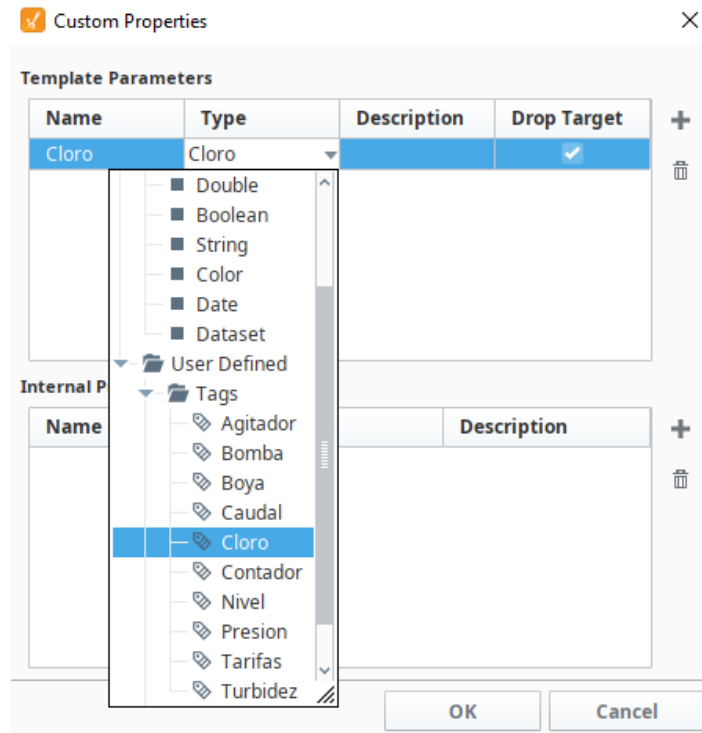 Custom Properties
Template Parameters
Name Type Description Drop Target
Cloro Cloro
Double
Boolean
String
Color
Date
Dataset
User Defined
Internal P
Tags
Name Description
Agitador
Bomba
Boya
Caudal
Cloro
Contador
Nivel
Presion
Tarifas
Turbidez
OK Cancel